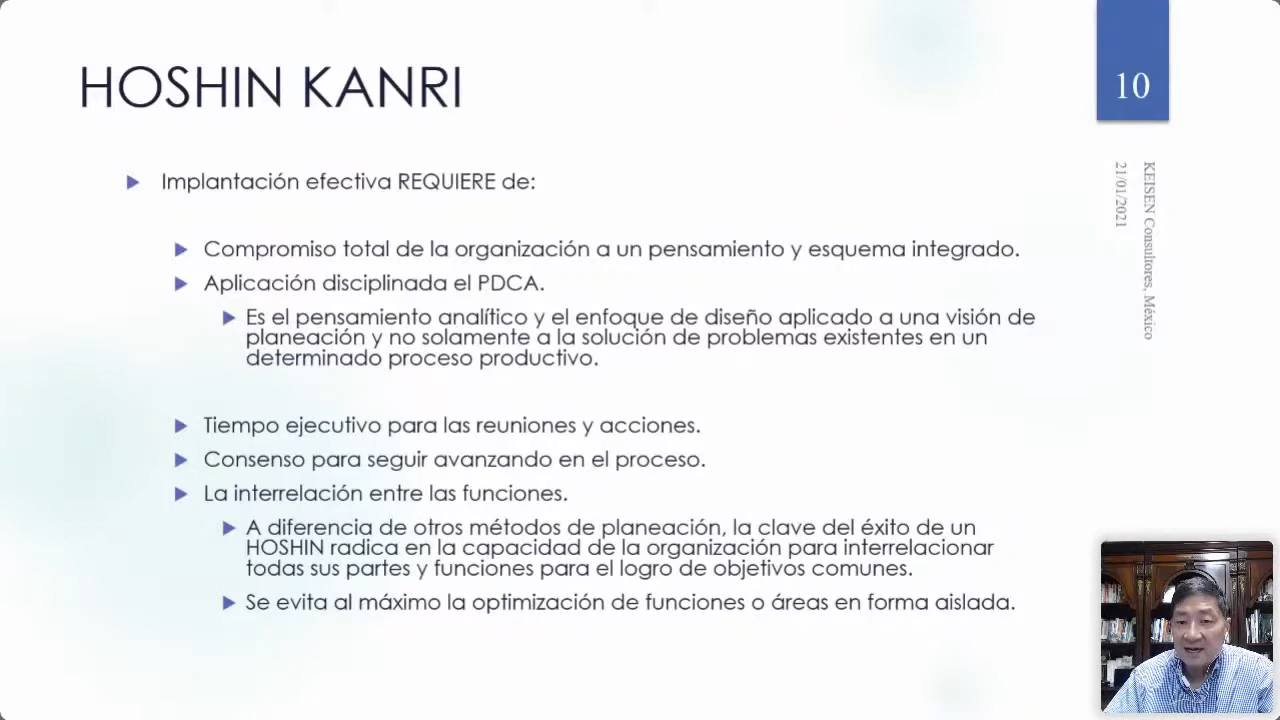 HOSHIN KANRI
10
Implantación efectiva REQUIERE de:
Compromiso total de la organización a un pensamiento y esquema integrado.
Aplicación disciplinada el PDCA.
Es el pensamiento analítico y el enfoque de diseño aplicado a una visión de
planeación y no solamente a la solución de problemas existentes en un
determinado proceso productivo.
Tiempo ejecutivo para las reuniones y acciones.
Consenso para seguir avanzando en el proceso.
La interrelación entre las funciones.
A diferencia de otros métodos de planeación, la clave del éxito de un
HOSHIN radica en la capacidad de la organización para interrelacionar
todas sus partes y funciones para el logro de objetivos comunes.
Se evita al máximo la optimización de funciones o áreas en forma aislada.
KEISEN Consultores, México
21/01/2021